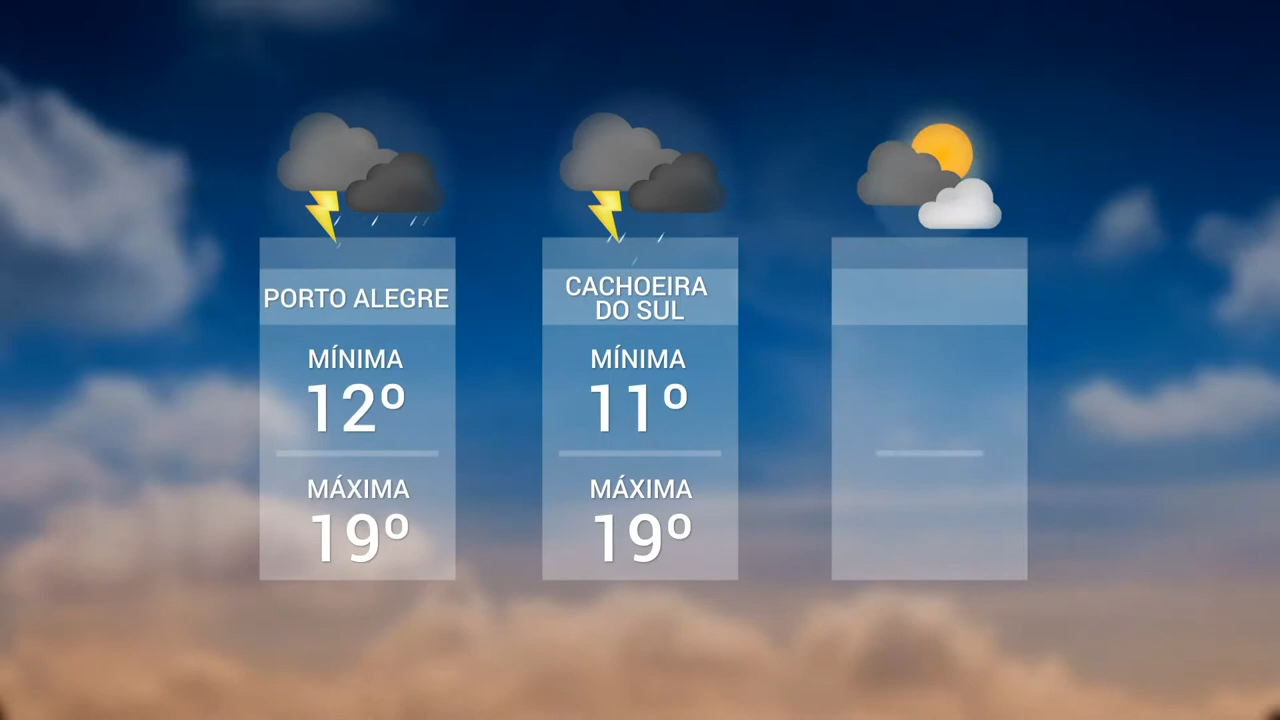 PORTO ALEGRE
MÍNIMA
12º
MÁXIMA
19º
CACHOEIRA
DO SUL
MÍNIMA
11º
MÁXIMA
19º